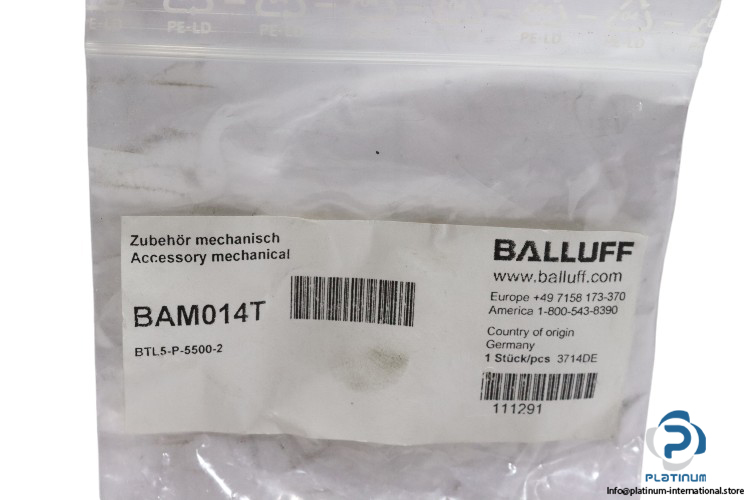 PE-LD
PE-LD
PE-LD
PE-LD
Zubehör mechanisch
Accessory mechanical
BAM014T
BTL5-P-5500-2
BALLUFF
www.balluff.com
Europe +49 7158 173-370
America 1-800-543-8390
Country of origin
Germany
1 Stück/pcs 3714DE
111291
PLATINUM
Info@platinum-international.store